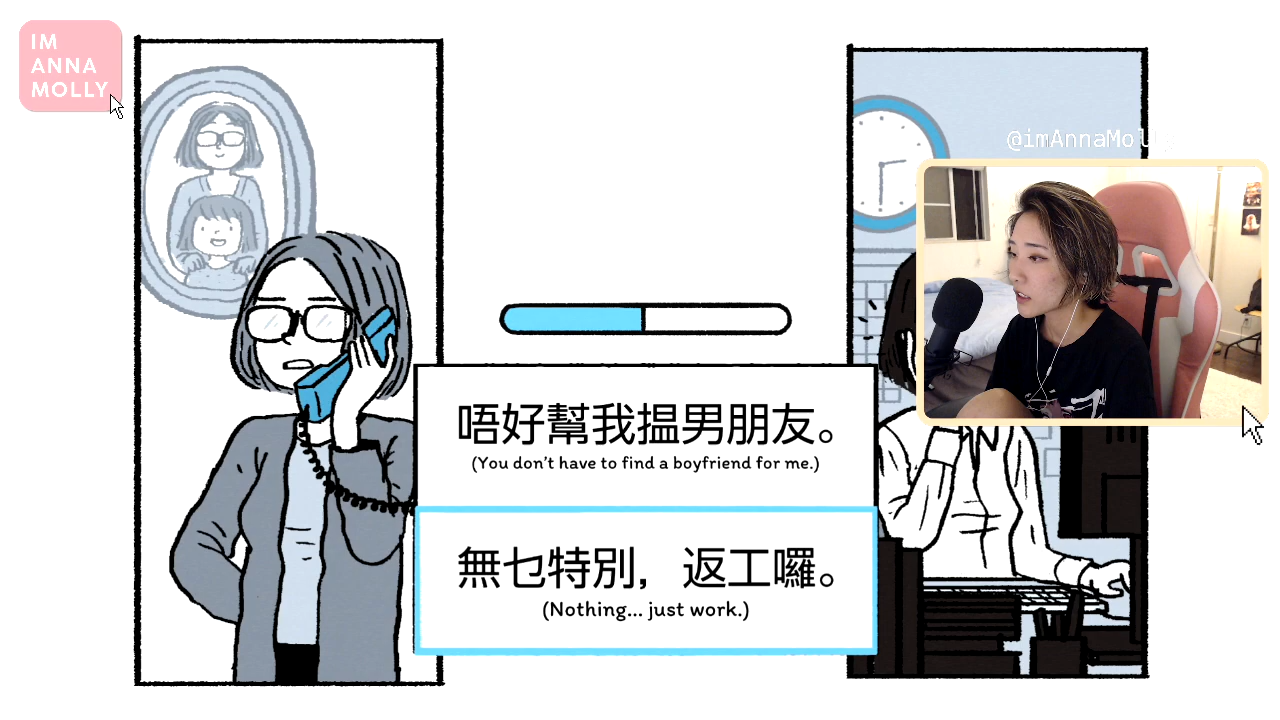 IM
ANNA
MOLLY
@imAnnaMolly
唔好幫我搵男朋友。
(You don't have to find a boyfriend for me.)
無乜特別，返工囉。
(Nothing... just work.)